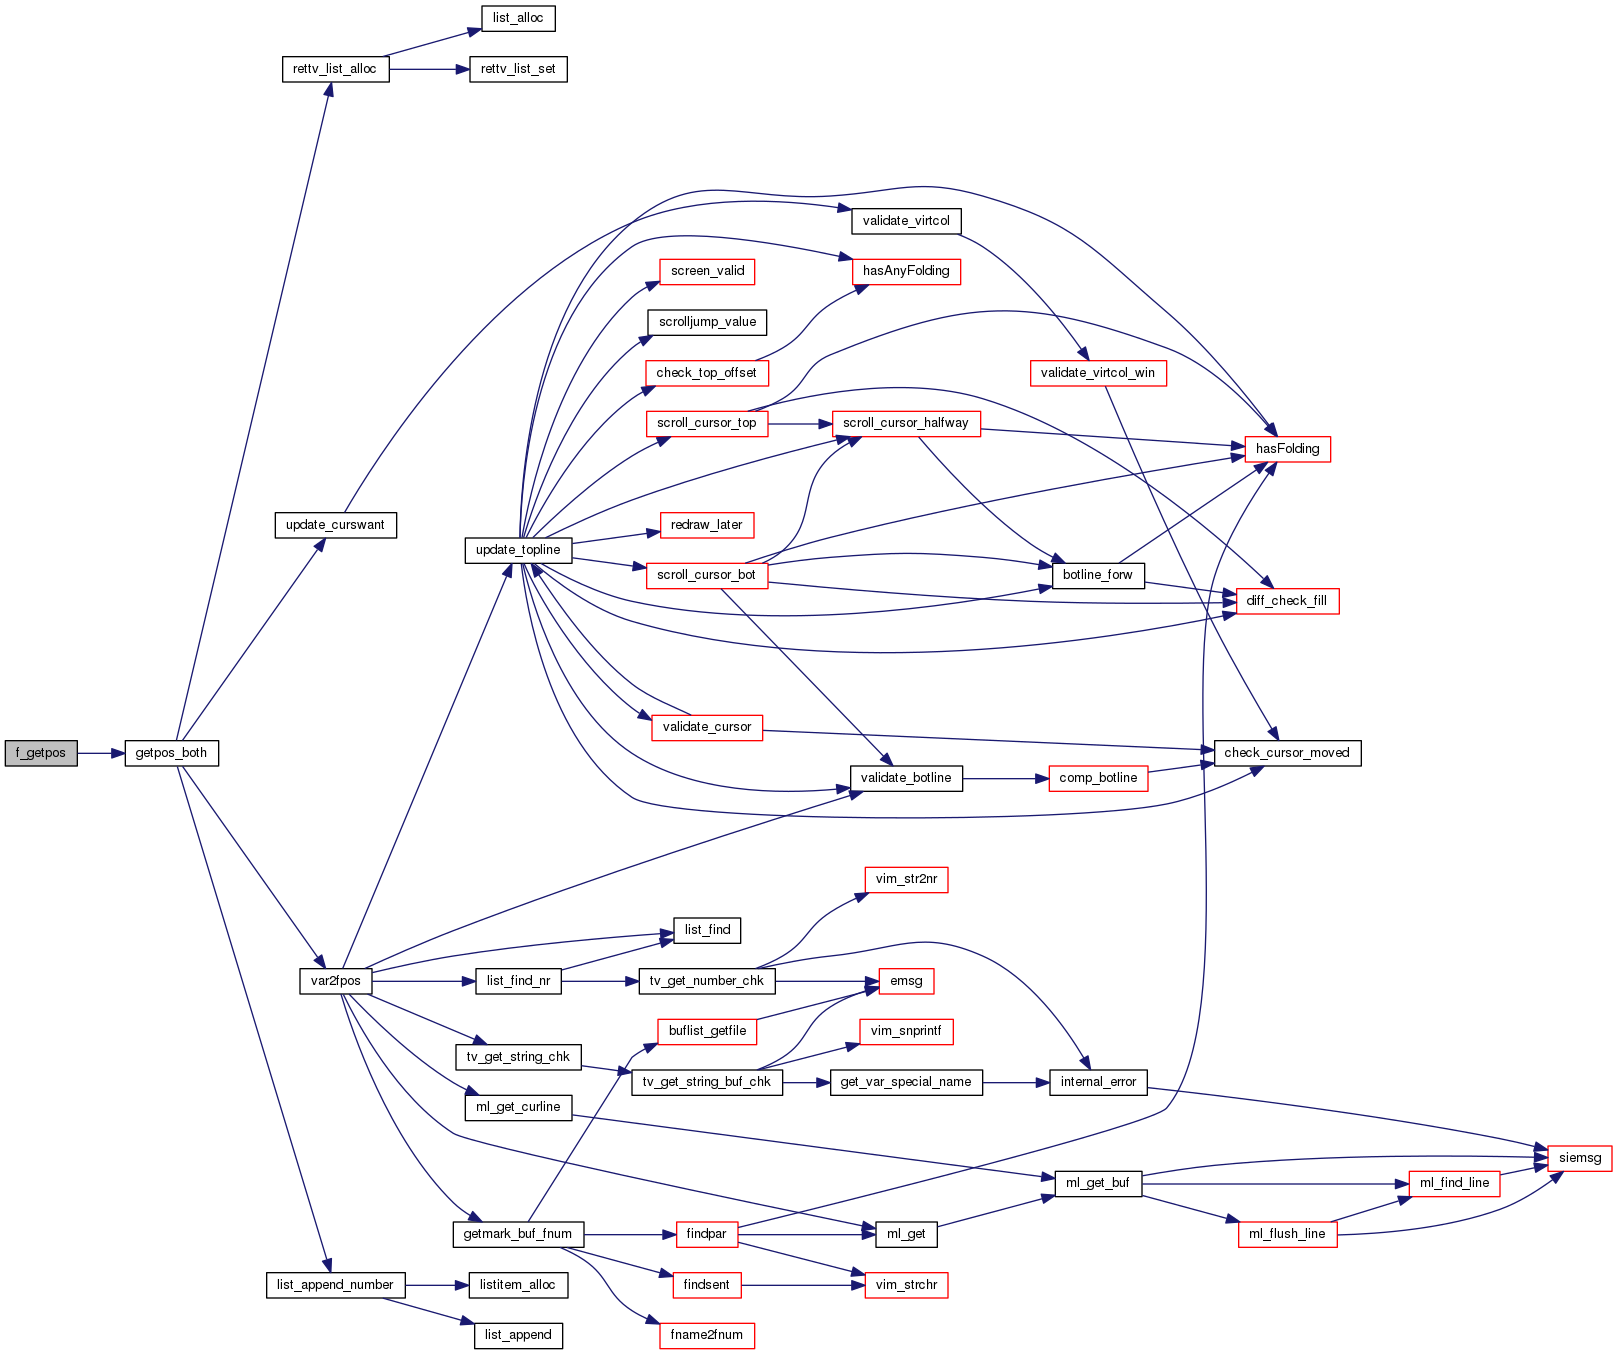 list_alloc
rettv_list_alloc
rettv_list_set
validate_virtcol
screen_valid
hasAnyFolding
scrolljump_value
check_top_offset
validate_virtcol_win
scroll_cursor_top
scroll_cursor_halfway
hasFolding
update_curswant
redraw_later
update_topline
scroll_cursor_bot
botline_forw
diff_check_fill
validate_cursor
f_getpos
getpos_both
check_cursor_moved
validate_botline
comp_botline
vim_str2nr
list_find
var2fpos
list_find_nr
tv_get_number_chk
emsg
buflist_getfile
vim_snprintf
tv_get_string_chk
tv_get_string_buf_chk
get_var_special_name
internal_error
ml_get_curline
siemsg
ml_get_buf
ml_find_line
getmark_buf_fnum
findpar
ml_get
ml_flush_line
list_append_number
listitem_alloc
findsent
vim_strchr
list_append
fname2fnum